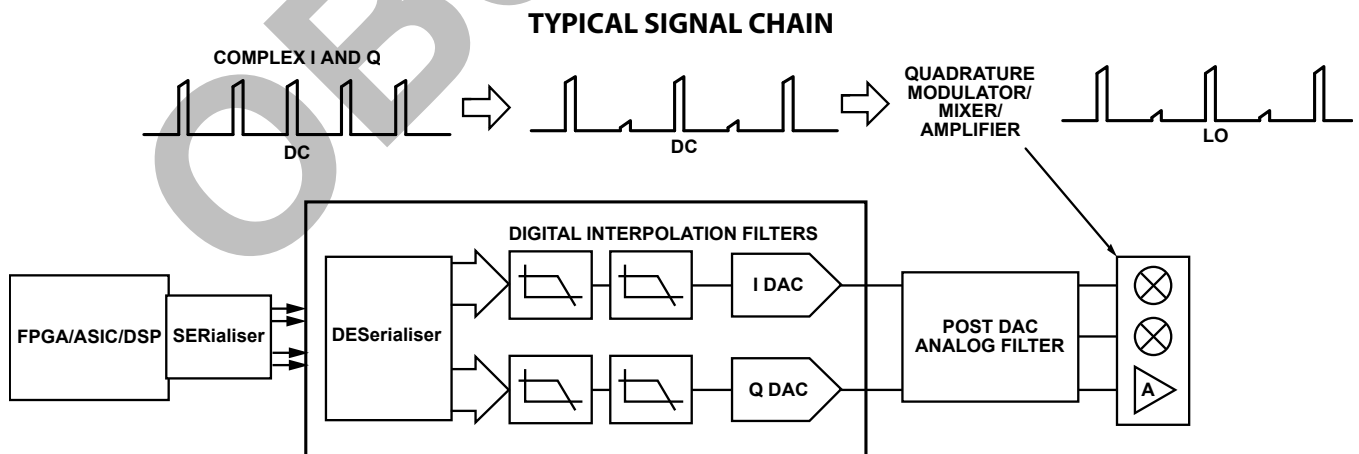 TYPICAL SIGNAL CHAIN
COMPLEX I AND Q
DC
DC
QUADRATURE
MODULATOR/
MIXER/
AMPLIFIER
LO
DIGITAL INTERPOLATION FILTERS
FPGA/ASIC/DSP
SERialiser
DESerialiser
I DAC
Q DAC
POST DAC
ANALOG FILTER
A